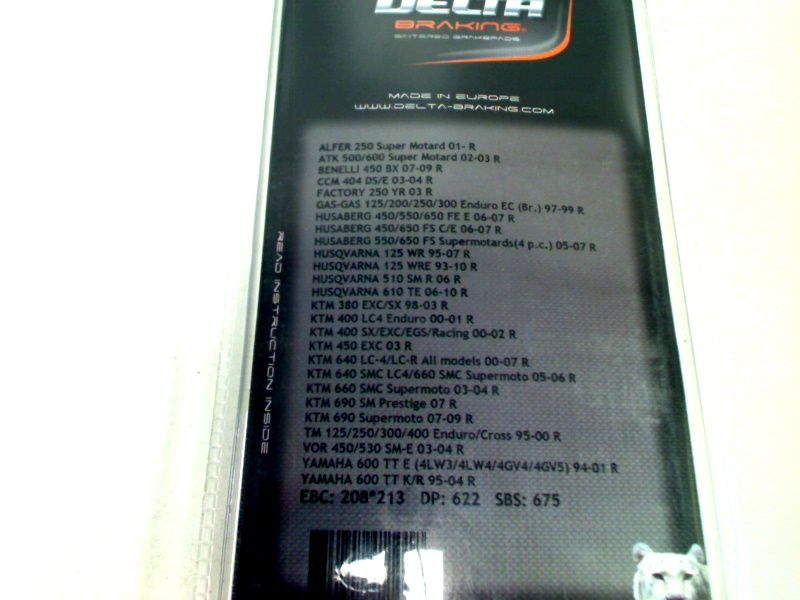 DELTA
BRAKING®
SINTERED BRAKEPADS
MADE IN EUROPE
WWW.DELTA-BRAKING.COM
ALFER 250 Super Motard 01- R
ATK 500/600 Super Motard 02-03 R
BENELLI 450 BX 07-09 R
CCM 404 DS/E 03-04 R
FACTORY 250 YR 03 R
GAS-GAS 125/200/250/300 Enduro EC (Br.) 97-99 R
HUSABERG 450/550/650 FE E 06-07 R
HUSABERG 450/650 FS C/E 06-07 R
HUSABERG 550/650 FS Supermotards(4 p.c.) 05-07 R
HUSQVARNA 125 WR 95-07 R
HUSQVARNA 125 WRE 93-10 R
HUSQVARNA 510 SM R 06 R
HUSQVARNA 610 TE 06-10 R
KTM 380 EXC/SX 98-03 R
KTM 400 LC4 Enduro 00-01 R
KTM 400 SX/EXC/EGS/Racing 00-02 R
KTM 450 EXC 03 R
KTM 640 LC-4/LC-R All models 00-07 R
KTM 640 SMC LC4/660 SMC Supermoto 05-06 R
KTM 660 SMC Supermoto 03-04 R
KTM 690 SM Prestige 07 R
KTM 690 Supermoto 07-09 R
TM 125/250/300/400 Enduro/Cross 95-00 R
VOR 450/530 SM-E 03-04 R
YAMAHA 600 TT E (4LW3/4LW4/4GV4/4GV5) 94-01 R
YAMAHA 600 TT K/R 95-04 R
EBC: 208*213 DP: 622 SBS: 675
READ INSTRUCTION INSIDE